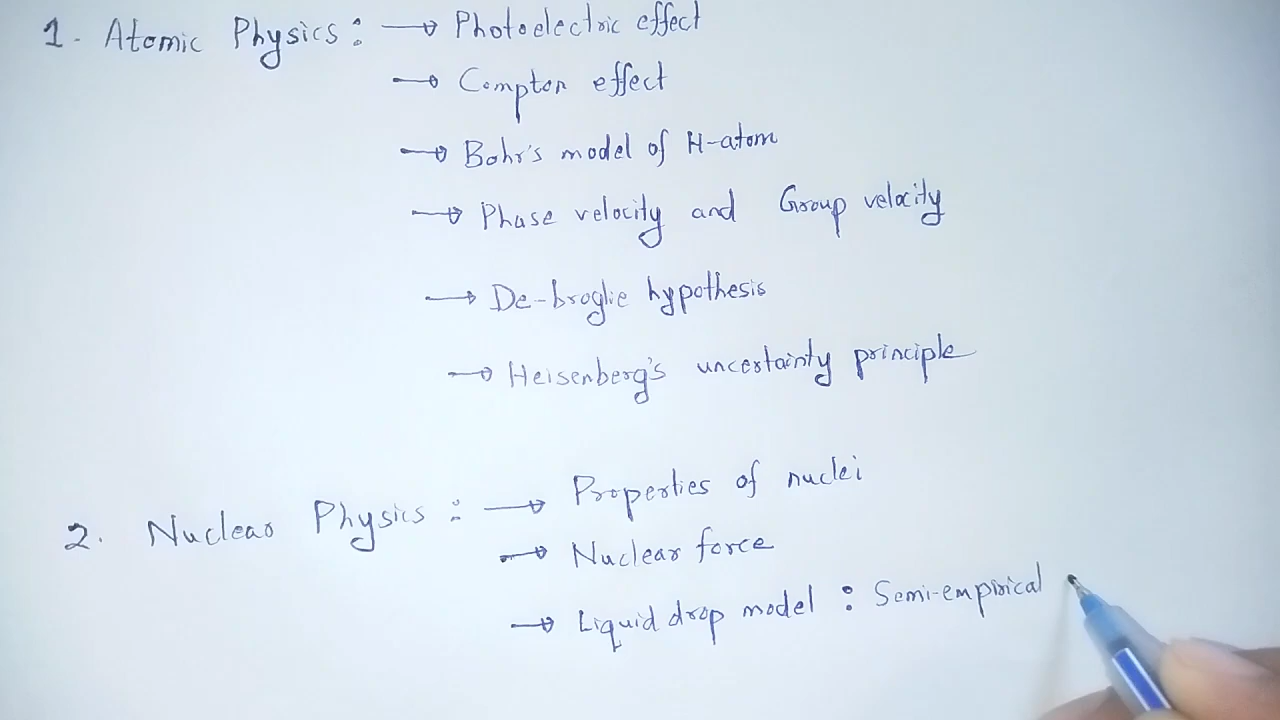 1. Atomic Physics : → Photoelectric effect
→ Compton effect
→ Bohr's model of H-atom
→ Phase velocity and Group velocity
→ De-broglie hypothesis
→ Heisenberg's uncertainty principle
2. Nuclear Physics : → Properties of nuclei
→ Nuclear force
→ Liquid drop model : Semi-empirical